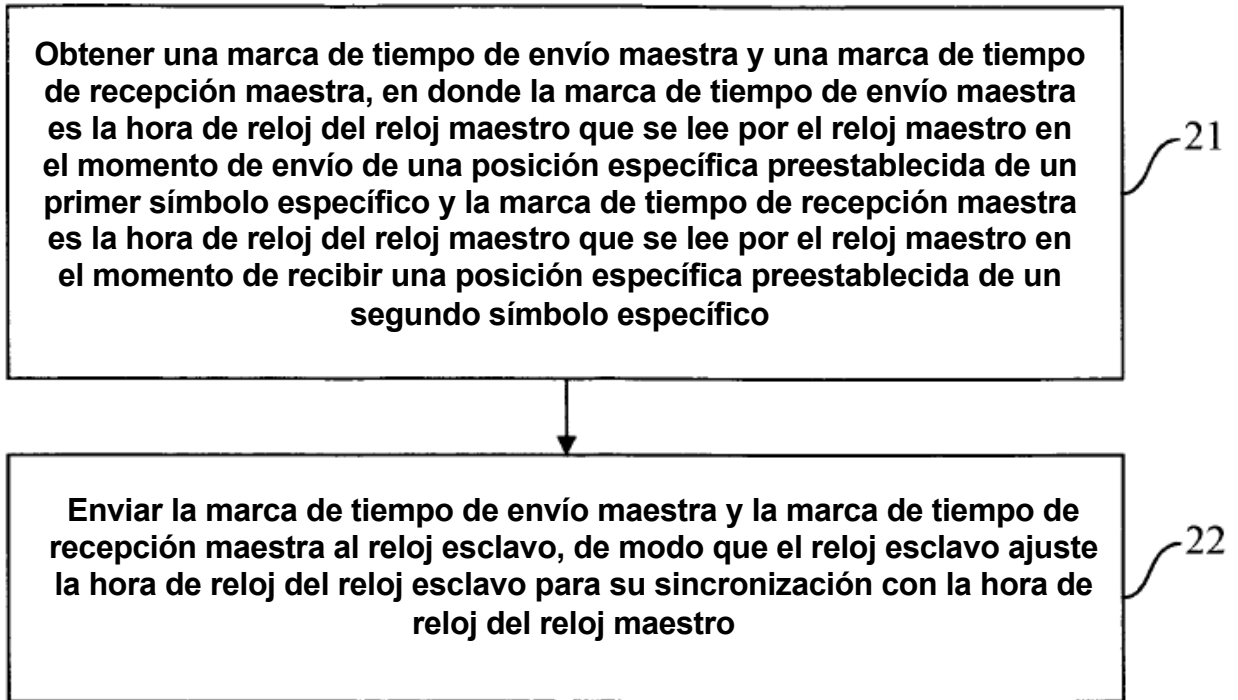 Obtener una marca de tiempo de envío maestra y una marca de tiempo
de recepción maestra, en donde la marca de tiempo de envío maestra
es la hora de reloj del reloj maestro que se lee por el reloj maestro en
el momento de envío de una posición específica preestablecida de un
primer símbolo específico y la marca de tiempo de recepción maestra
es la hora de reloj del reloj maestro que se lee por el reloj maestro en
el momento de recibir una posición específica preestablecida de un
segundo símbolo específico
21
Enviar la marca de tiempo de envío maestra y la marca de tiempo de
recepción maestra al reloj esclavo, de modo que el reloj esclavo ajuste
la hora de reloj del reloj esclavo para su sincronización con la hora de
reloj del reloj maestro
22